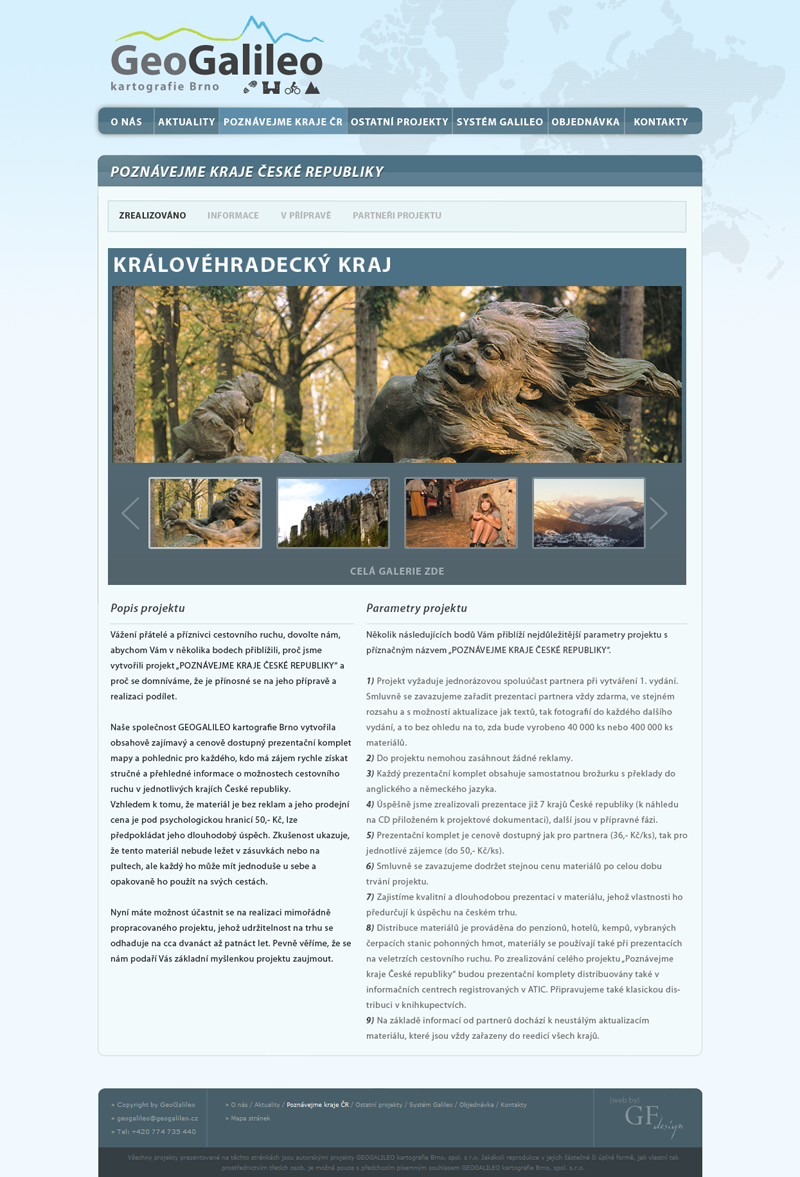 GeoGalileo
kartografie Brno
O NÁS
AKTUALITY
POZNÁVEJME KRAJE ČR
OSTATNÍ PROJEKTY
SYSTÉM GALILEO
OBJEDNÁVKA
KONTAKTY
POZNÁVEJME KRAJE ČESKÉ REPUBLIKY
ZREALIZOVÁNO
INFORMACE
V PŘÍPRAVĚ
PARTNEŘI PROJEKTU
KRÁLOVÉHRADECKÝ KRAJ
CELÁ GALERIE ZDE
Popis projektu
Vážení přátelé a příznivci cestovního ruchu, dovolte nám,
abychom Vám v několika bodech přiblížili, proč jsme
vytvořili projekt „POZNÁVEJME KRAJE ČESKÉ REPUBLIKY“ a
proč se domníváme, že je přínosné se na jeho přípravě a
realizaci podílet.
Naše společnost GEOGALILEO kartografie Brno vytvořila
obsahově zajímavý a cenově dostupný prezentační komplet
mapy a pohlednic pro každého, kdo má zájem rychle získat
stručné a přehledné informace o možnostech cestovního
ruchu v jednotlivých krajích České republiky.
Vzhledem k tomu, že materiál je bez reklam a jeho prodejní
cena je pod psychologickou hranicí 50,- Kč, lze
předpokládat jeho dlouhodobý úspěch. Zkušenost ukazuje,
že tento materiál nebude ležet v zásuvkách nebo na
pultech, ale každý ho může mít jednoduše u sebe a
opakovaně ho použít na svých cestách.
Nyní máte možnost účastnit se na realizaci mimořádně
propracovaného projektu, jehož udržitelnost na trhu se
odhaduje na cca dvanáct až patnáct let. Pevně věříme, že se
nám podaří Vás základní myšlenkou projektu zaujmout.
Parametry projektu
Několik následujících bodů Vám přiblíží nejdůležitější parametry projektu s
příznačným názvem „POZNÁVEJME KRAJE ČESKÉ REPUBLIKY“.
1) Projekt vyžaduje jednorázovou spoluúčast partnera při vytváření 1. vydání.
Smluvně se zavazujeme zařadit prezentaci partnera vždy zdarma, ve stejném
rozsahu a s možností aktualizace jak textů, tak fotografií do každého dalšího
vydání, a to bez ohledu na to, zda bude vyrobeno 40 000 ks nebo 400 000 ks
materiálů.
2) Do projektu nemohou zasáhnout žádné reklamy.
3) Každý prezentační komplet obsahuje samostatnou brožurku s překlady do
anglického a německého jazyka.
4) Úspěšně jsme zrealizovali prezentace již 7 krajů České republiky (k náhledu
na CD přiloženém k projektové dokumentaci), další jsou v přípravné fázi.
5) Prezentační komplet je cenově dostupný jak pro partnera (36,- Kč/ks), tak pro
jednotlivé zájemce (do 50,- Kč/ks).
6) Smluvně se zavazujeme dodržet stejnou cenu materiálů po celou dobu
trvání projektu.
7) Zajistíme kvalitní a dlouhodobou prezentaci v materiálu, jehož vlastnosti ho
předurčují k úspěchu na českém trhu.
8) Distribuce materiálů je prováděna do penzionů, hotelů, kempů, vybraných
čerpacích stanic pohonných hmot, materiály se používají také při prezentacích
na veletrzích cestovního ruchu. Po zrealizování celého projektu „Poznávejme
kraje České republiky“ budou prezentační komplety distribuovány také v
informačních centrech registrovaných v ATIC. Připravujeme také klasickou dis-
tribuci v knihkupectvích.
9) Na základě informací od partnerů dochází k neustálým aktualizacím
materiálu, které jsou vždy zařazeny do reedicí všech krajů.
» Copyright by GeoGalileo
» geogalileo@geogalileo.cz
» Tel: +420 774 735 440
» O nás / Aktuality / Poznávejme kraje ČR / Ostatní projekty / Systém Galileo / Objednávka / Kontakty
» Mapa stránek
(web by)
GF design
Všechny projekty prezentované na těchto stránkách jsou autorskými projekty GEOGALILEO kartografie Brno, spol. s r.o. Jakákoli reprodukce v jejich částečné či úplné formě, jak vlastní tak
prostřednictvím třetích osob, je možná pouze s předchozím písemným souhlasem GEOGALILEO kartografie Brno, spol. s.r.o.